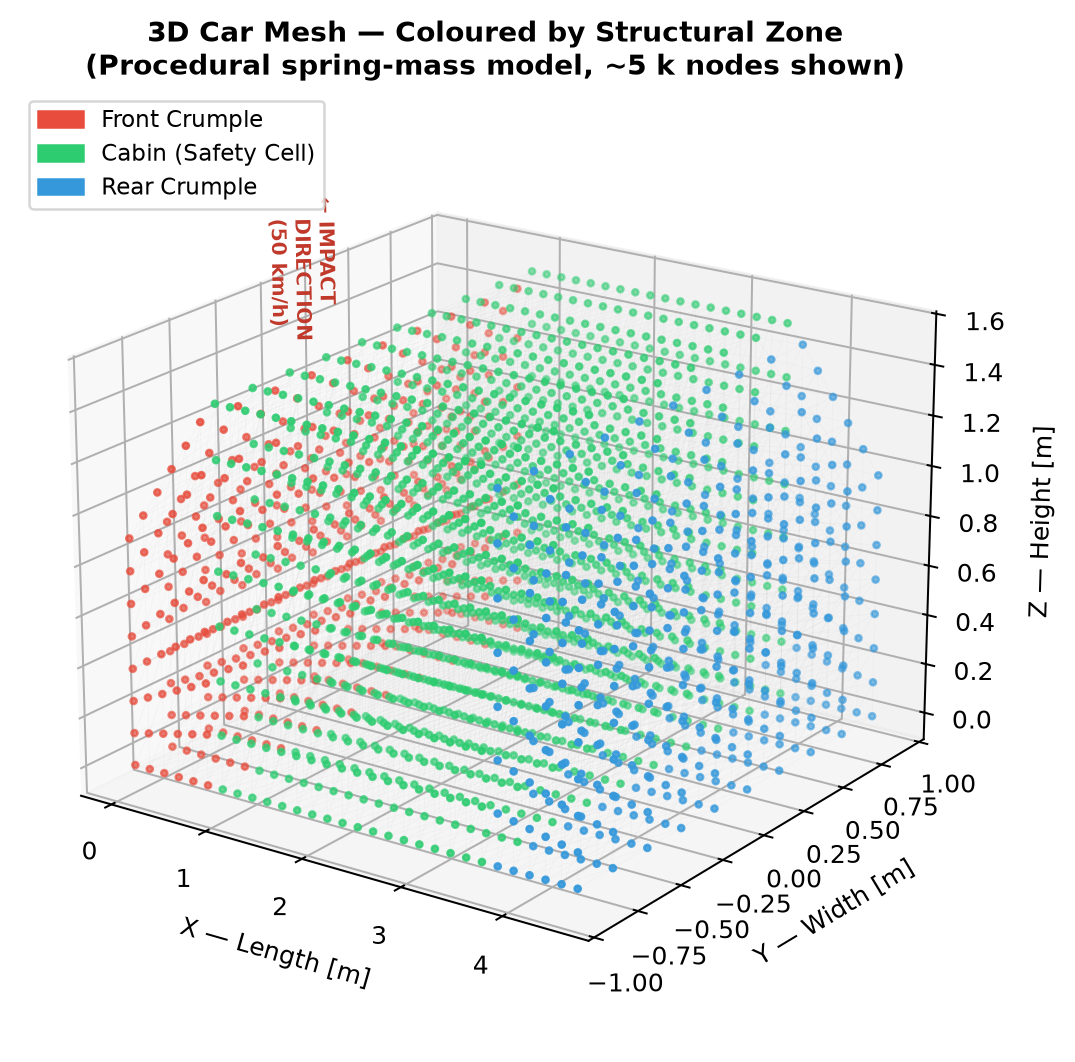 3D Car Mesh — Coloured by Structural Zone
(Procedural spring-mass model, ~5 k nodes shown)
Front Crumple
Cabin (Safety Cell)
Rear Crumple
IMPACT
DIRECTION
(50 km/h)
1.6
1.4
1.2
1.0
0.8
0.6
0.4
0.2
0.0
Z — Height [m]
0
1
2
3
4
X — Length [m]
−1.00
−0.75
−0.50
−0.25
0.00
0.25
0.50
0.75
1.00
Y — Width [m]